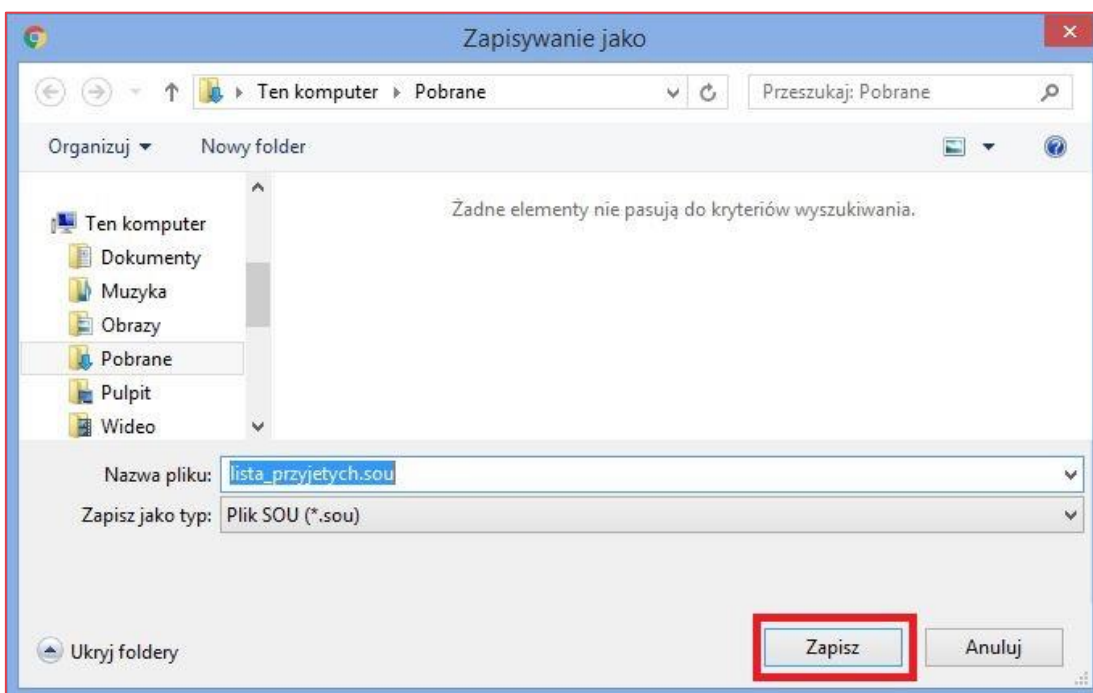 Zapisywanie jako
Ten komputer Pobrane
Przeszukaj: Pobrane
Organizuj Nowy folder
Żadne elementy nie pasują do kryteriów wyszukiwania.
Ten komputer
Dokumenty
Muzyka
Obrazy
Pobrane
Pulpit
Wideo
Nazwa pliku: lista_przyjetych.sou
Zapisz jako typ: Plik SOU (*.sou)
Ukryj foldery
Zapisz
Anuluj